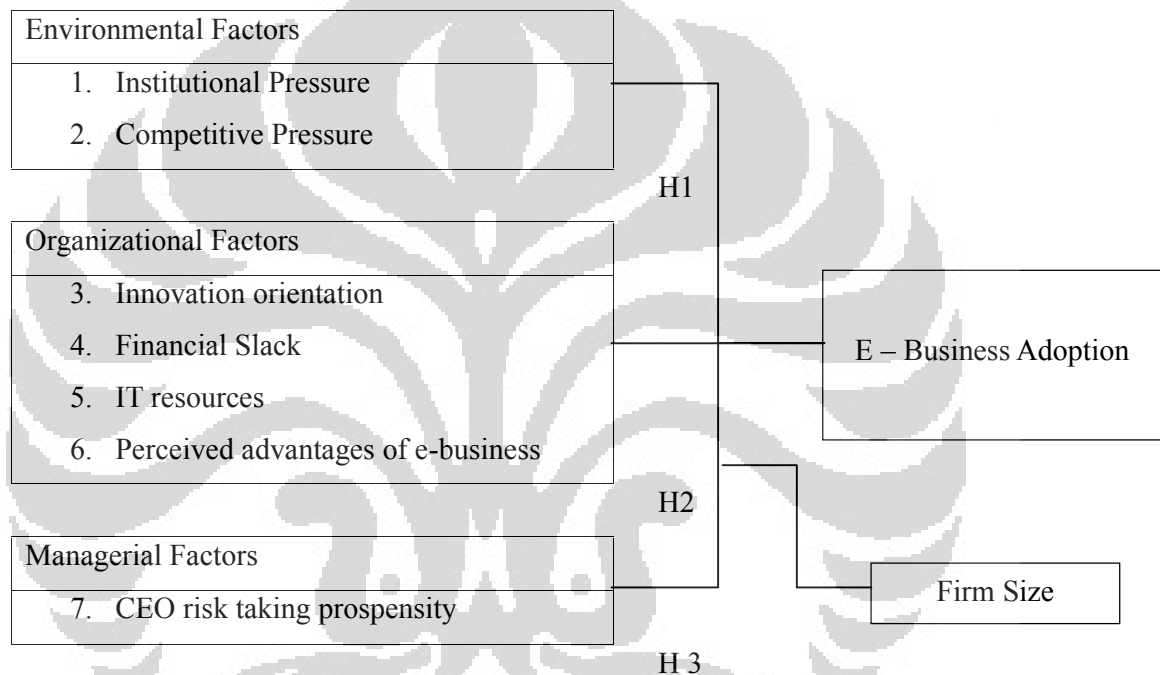 Environmental Factors
1. Institutional Pressure
2. Competitive Pressure
H1
Organizational Factors
3. Innovation orientation
4. Financial Slack
5. IT resources
6. Perceived advantages of e-business
E – Business Adoption
H2
Managerial Factors
7. CEO risk taking prospensity
Firm Size
H 3